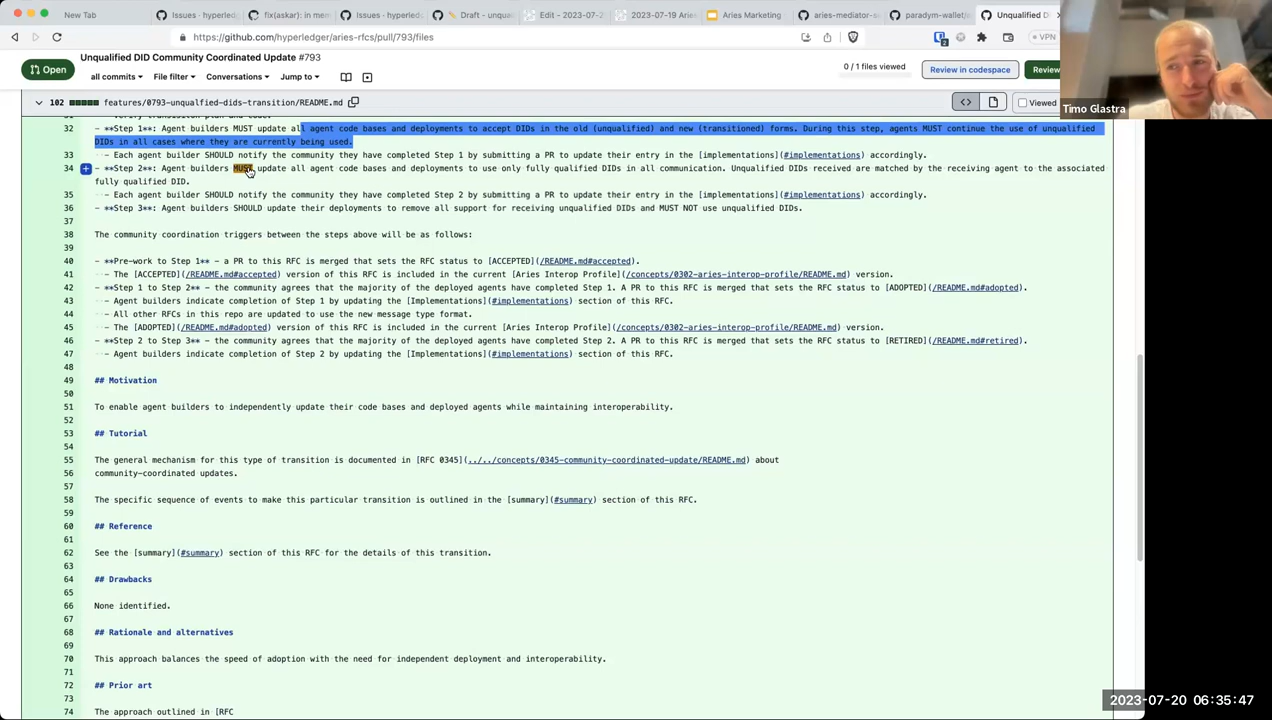 New Tab
Issues · hyperled
fix(askar): in mem
Issues · hyperled
Draft - unqua
Edit - 2023-07-2
2023-07-19 Aries
Aries Marketing
aries-mediator-s
paradym-wallet/e
Unqualified DI
https://github.com/hyperledger/aries-rfcs/pull/793/files
2
VPN
Unqualified DID Community Coordinated Update #793
Open
all commits
File filter
Conversations
Jump to
0 / 1 files viewed
Review in codespace
Review
Timo Glastra
102 features/0793-unqualfied-dids-transition/README.md
Viewed
32 - **Step 1**: Agent builders MUST update all agent code bases and deployments to accept DIDs in the old (unqualified) and new (transitioned) forms. During this step, agents MUST continue the use of unqualified
DIDs in all cases where they are currently being used.
33 - Each agent builder SHOULD notify the community they have completed Step 1 by submitting a PR to update their entry in the [implementations](#implementations) accordingly.
34 - **Step 2**: Agent builders MUST update all agent code bases and deployments to use only fully qualified DIDs in all communication. Unqualified DIDs received are matched by the receiving agent to the associated
fully qualified DID.
35 - Each agent builder SHOULD notify the community they have completed Step 2 by submitting a PR to update their entry in the [implementations](#implementations) accordingly.
36 - **Step 3**: Agent builders SHOULD update their deployments to remove all support for receiving unqualified DIDs and MUST NOT use unqualified DIDs.
37
38 The community coordination triggers between the steps above will be as follows:
39
40 - **Pre-work to Step 1** - a PR to this RFC is merged that sets the RFC status to [ACCEPTED](/README.md#accepted).
41 - The [ACCEPTED](/README.md#accepted) version of this RFC is included in the current [Aries Interop Profile](/concepts/0302-aries-interop-profile/README.md) version.
42 - **Step 1 to Step 2** - the community agrees that the majority of the deployed agents have completed Step 1. A PR to this RFC is merged that sets the RFC status to [ADOPTED](/README.md#adopted).
43 - Agent builders indicate completion of Step 1 by updating the [Implementations](#implementations) section of this RFC.
44 - All other RFCs in this repo are updated to use the new message type format.
45 - The [ADOPTED](/README.md#adopted) version of this RFC is included in the current [Aries Interop Profile](/concepts/0302-aries-interop-profile/README.md) version.
46 - **Step 2 to Step 3** - the community agrees that the majority of the deployed agents have completed Step 2. A PR to this RFC is merged that sets the RFC status to [RETIRED](/README.md#retired).
47 - Agent builders indicate completion of Step 2 by updating the [Implementations](#implementations) section of this RFC.
48
49 ## Motivation
50
51 To enable agent builders to independently update their code bases and deployed agents while maintaining interoperability.
52
53 ## Tutorial
54
55 The general mechanism for this type of transition is documented in [RFC 0345](../../concepts/0345-community-coordinated-update/README.md) about
56 community-coordinated updates.
57
58 The specific sequence of events to make this particular transition is outlined in the [summary](#summary) section of this RFC.
59
60 ## Reference
61
62 See the [summary](#summary) section of this RFC for the details of this transition.
63
64 ## Drawbacks
65
66 None identified.
67
68 ## Rationale and alternatives
69
70 This approach balances the speed of adoption with the need for independent deployment and interoperability.
71
72 ## Prior art
73
74 The approach outlined in [RFC
2023-07-20 06:35:47